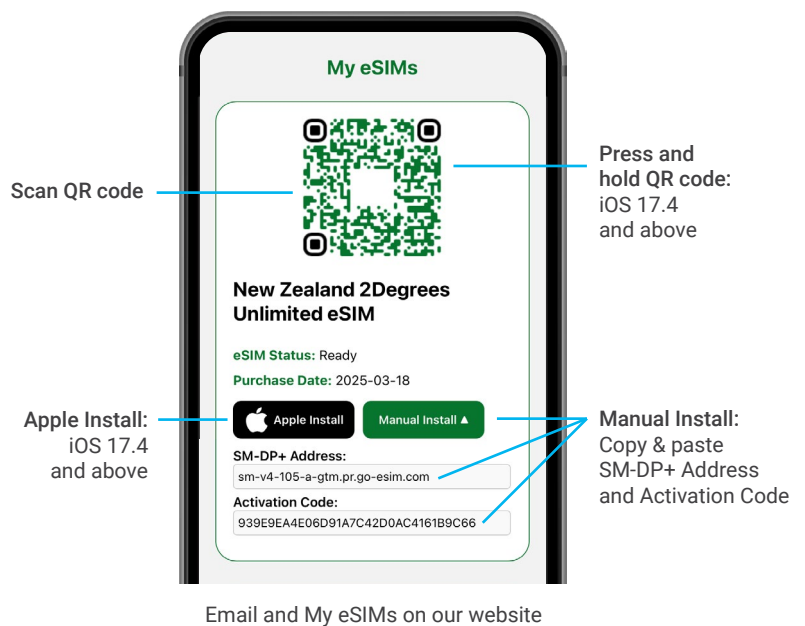 My eSIMs
Scan QR code
Press and
hold QR code:
iOS 17.4
and above
New Zealand 2Degrees
Unlimited eSIM
eSIM Status: Ready
Purchase Date: 2025-03-18
Apple Install:
iOS 17.4
and above
Apple Install
Manual Install ▲
Manual Install:
Copy & paste
SM-DP+ Address
and Activation Code
SM-DP+ Address:
sm-v4-105-a-gtm.pr.go-esim.com
Activation Code:
939E9EA4E06D91A7C42D0AC4161B9C66
Email and My eSIMs on our website